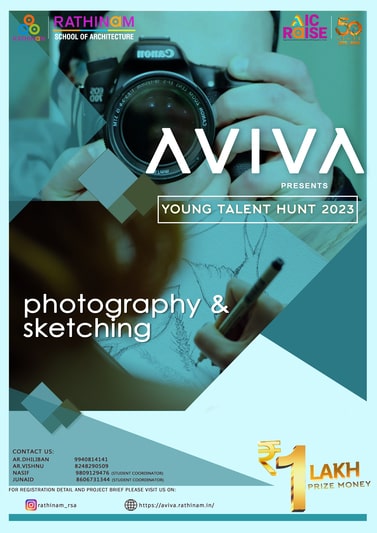 RATHINAM
SCHOOL OF ARCHITECTURE
AIC
RAISE
RATHINAM
Canon
AVIVA
PRESENTS
YOUNG TALENT HUNT 2023
photography &
sketching
CONTACT US:
AR.DHILIBAN 9940814141
AR.VISHNU 8248290509
NASIF 9809129476 (STUDENT COORDINATOR)
JUNAID 8606731344 (STUDENT COORDINATOR)
₹1 LAKH
PRIZE MONEY
FOR REGISTRATION DETAIL AND PROJECT BRIEF PLEASE VISIT US ON:
rathinam_rsa https://aviva.rathinam.in/